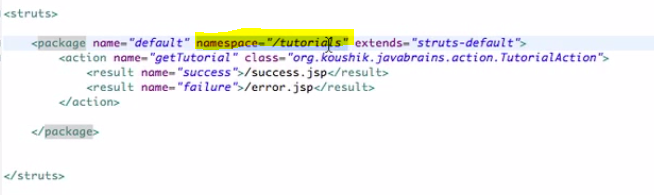 <struts>
<package name="default" namespace="/tutorials" extends="struts-default">
<action name="getTutorial" class="org.koushik.javabrains.action.TutorialAction">
<result name="success">/success.jsp</result>
<result name="failure">/error.jsp</result>
</action>
</package>
</struts>